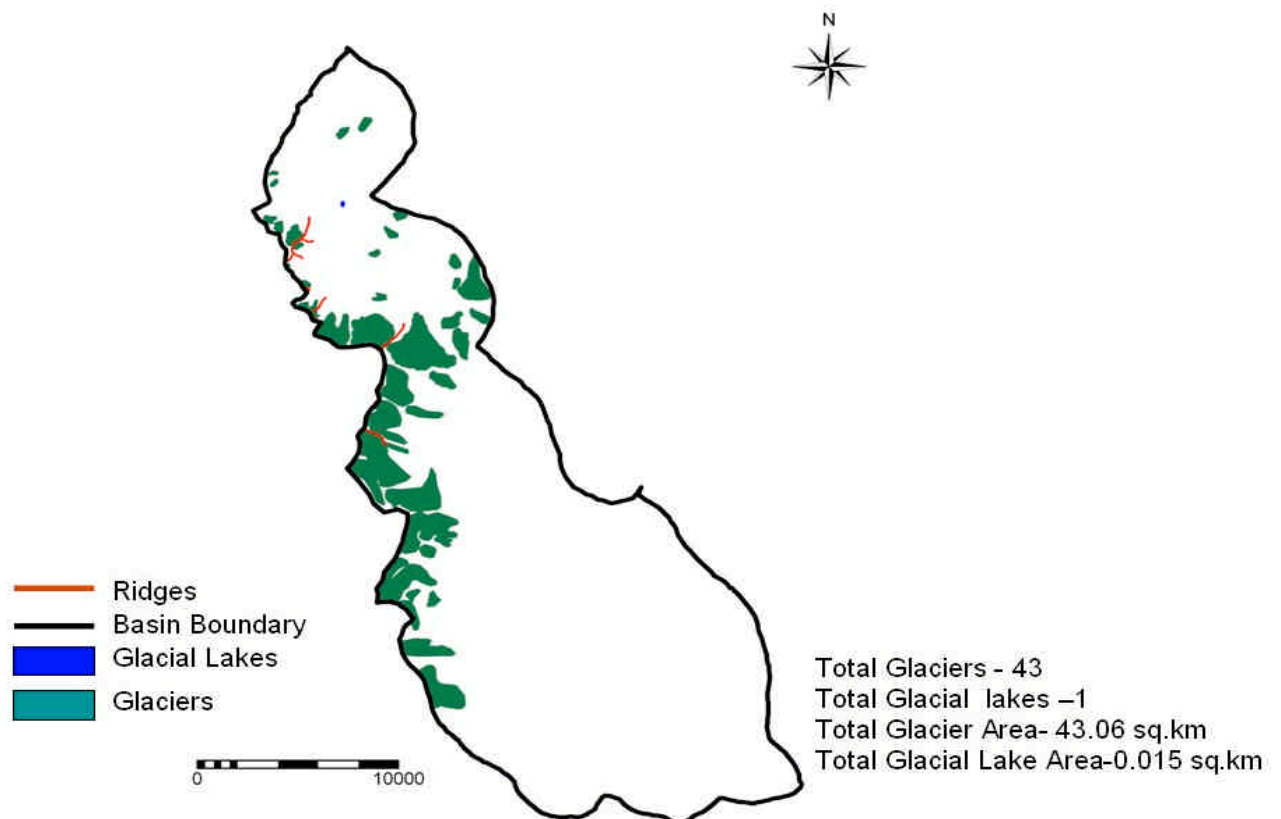 N
Ridges
Basin Boundary
Glacial Lakes
Glaciers
0 10000
Total Glaciers - 43
Total Glacial lakes –1
Total Glacier Area- 43.06 sq.km
Total Glacial Lake Area-0.015 sq.km